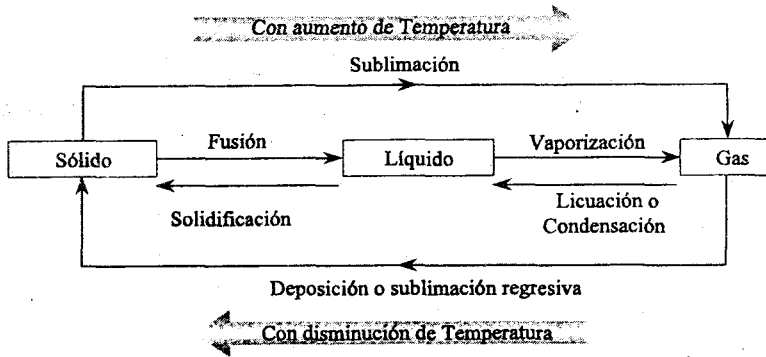 Con aumento de Temperatura
Sublimación
Fusión
Vaporización
Sólido
Líquido
Gas
Solidificación
Licuación o
Condensación
Deposición o sublimación regresiva
Con disminución de Temperatura